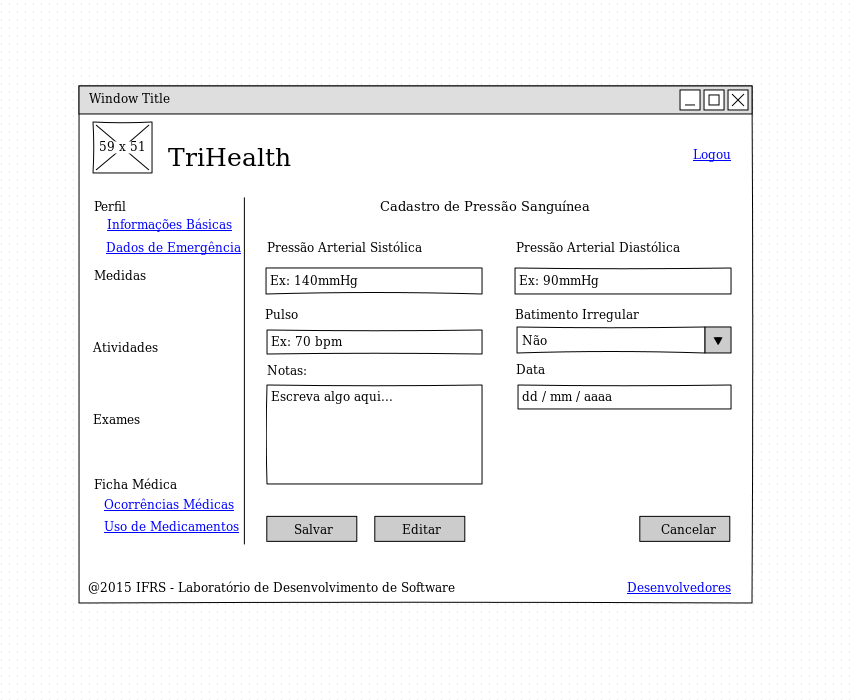 Window Title
59 x 51
TriHealth
Logou
Perfil
Informações Básicas
Dados de Emergência
Medidas
Atividades
Exames
Ficha Médica
Ocorrências Médicas
Uso de Medicamentos
Cadastro de Pressão Sanguínea
Pressão Arterial Sistólica
Pressão Arterial Diastólica
Ex: 140mmHg
Ex: 90mmHg
Pulso
Batimento Irregular
Ex: 70 bpm
Não
Notas:
Data
Escreva algo aqui...
dd / mm / aaaa
Salvar
Editar
Cancelar
@2015 IFRS - Laboratório de Desenvolvimento de Software
Desenvolvedores